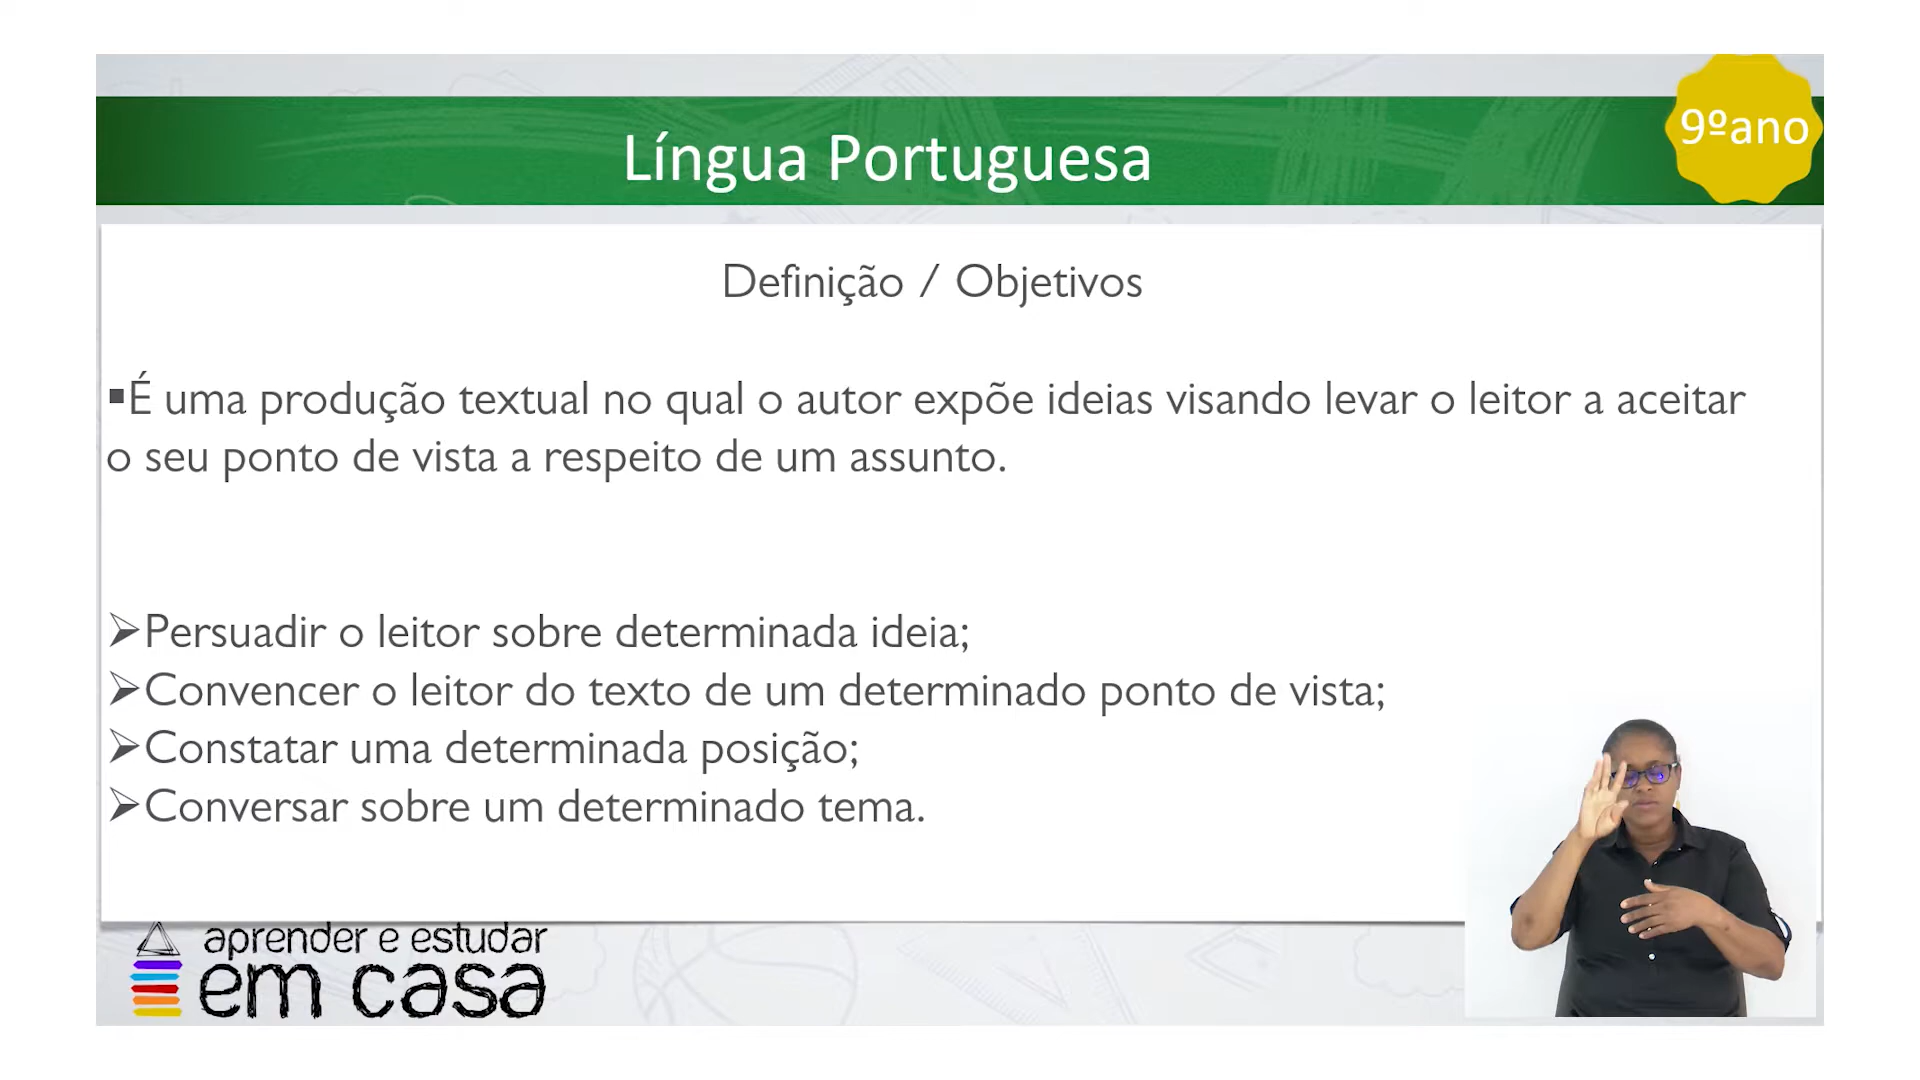 Língua Portuguesa
9ºano
Definição / Objetivos
▪É uma produção textual no qual o autor expõe ideias visando levar o leitor a aceitar
o seu ponto de vista a respeito de um assunto.
➢Persuadir o leitor sobre determinada ideia;
➢Convencer o leitor do texto de um determinado ponto de vista;
➢Constatar uma determinada posição;
➢Conversar sobre um determinado tema.
aprender e estudar
em casa